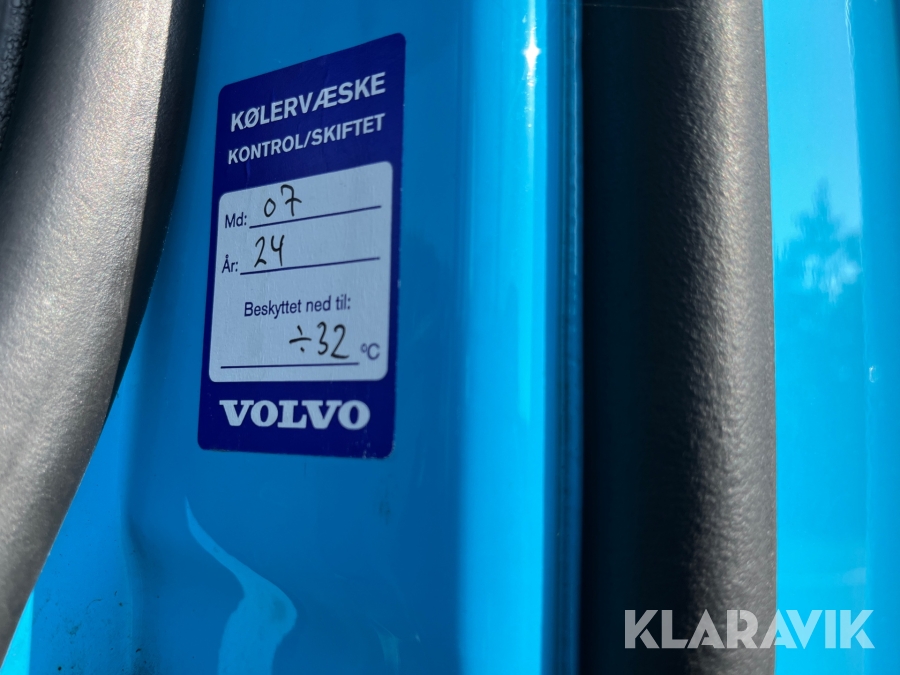 KØLERVÆSKE
KONTROL/SKIFTET
Md: 07
År: 24
Beskyttet ned til:
÷32 °C
VOLVO
KLARAVIK